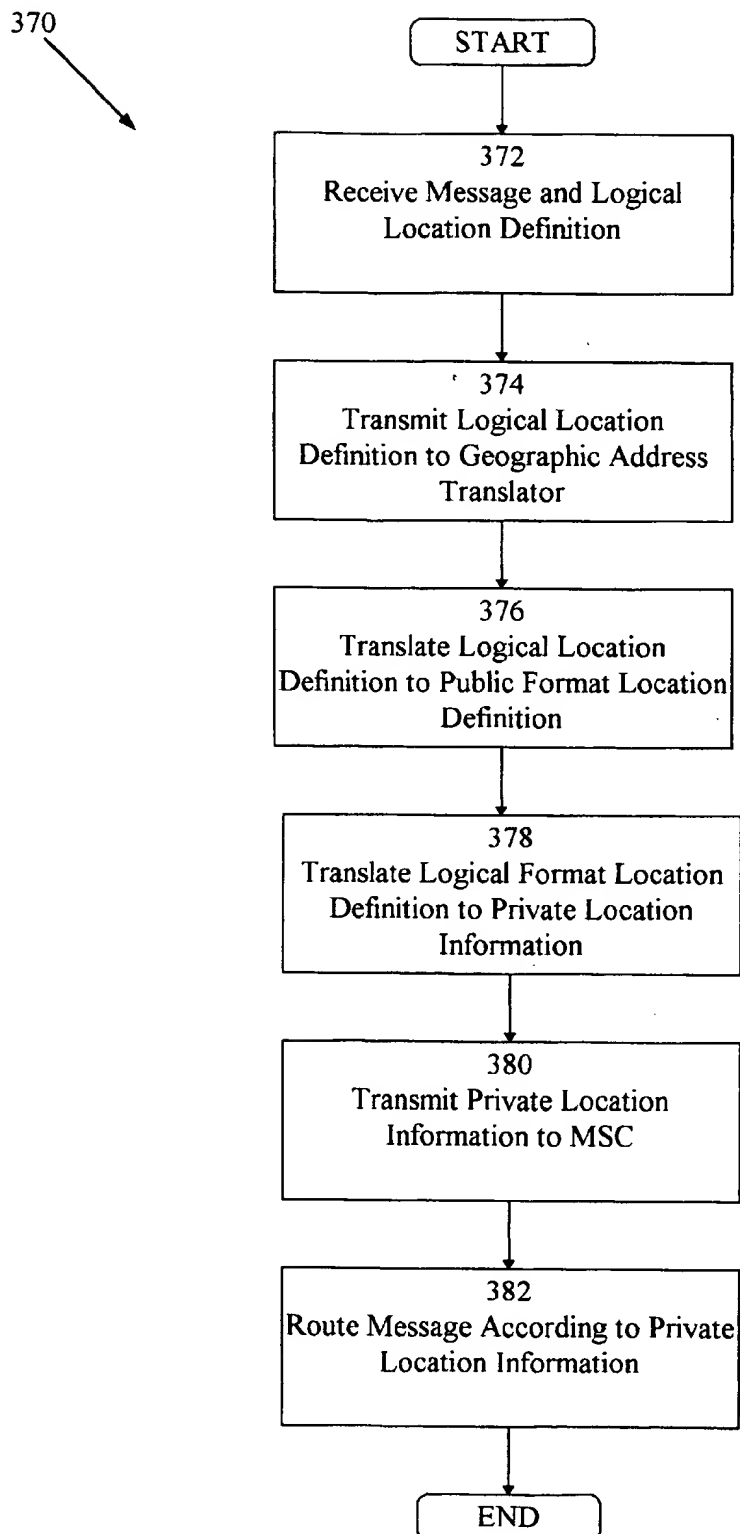 370
START
372
Receive Message and Logical
Location Definition
374
Transmit Logical Location
Definition to Geographic Address
Translator
376
Translate Logical Location
Definition to Public Format Location
Definition
378
Translate Logical Format Location
Definition to Private Location
Information
380
Transmit Private Location
Information to MSC
382
Route Message According to Private
Location Information
END